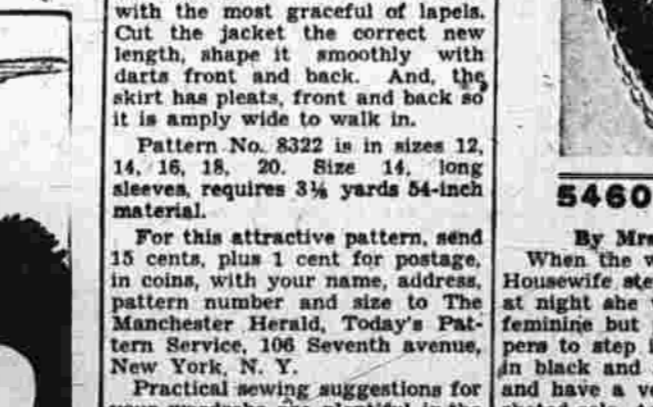 with the most graceful of lapels.
Cut the jacket the correct new
length, shape it smoothly with
darts front and back. And, the
skirt has pleats, front and back so
it is amply wide to walk in.
Pattern No. 8322 is in sizes 12,
14, 16, 18, 20. Size 14, long
sleeves, requires 3⅛ yards 54-inch
material.
For this attractive pattern, send
15 cents, plus 1 cent for postage,
in coins, with your name, address,
pattern number and size to The
Manchester Herald, Today's Pat-
tern Service, 106 Seventh avenue,
New York, N. Y.
Practical sewing suggestions for
5460
By Mrs
When the
Housewife
at night she
feminine but
pers to step
in black and
and have a